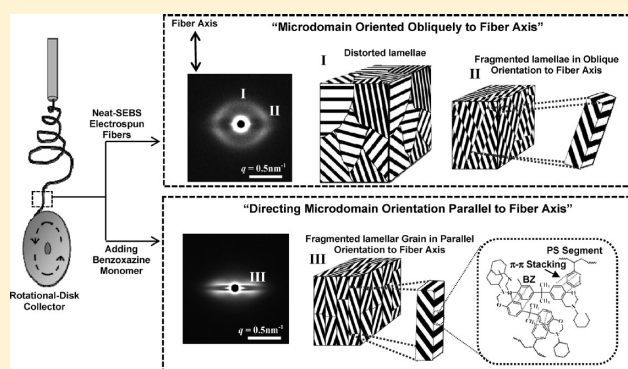 Fiber Axis
"Microdomain Oriented Obliquely to Fiber Axis"
Neat-SEBS
Electrospun
Fibers
I
II
q = 0.5nm⁻¹
I
Distorted lamellae
Fragmented lamellae in Oblique
Orientation to Fiber Axis
II
Adding
Benzoxazine
Monomer
Rotational-Disk
Collector
"Directing Microdomain Orientation Parallel to Fiber Axis"
III
q = 0.5nm⁻¹
Fragmented lamellar Grain in Parallel
Orientation to Fiber Axis
III
PS Segment
π-π Stacking
BZ